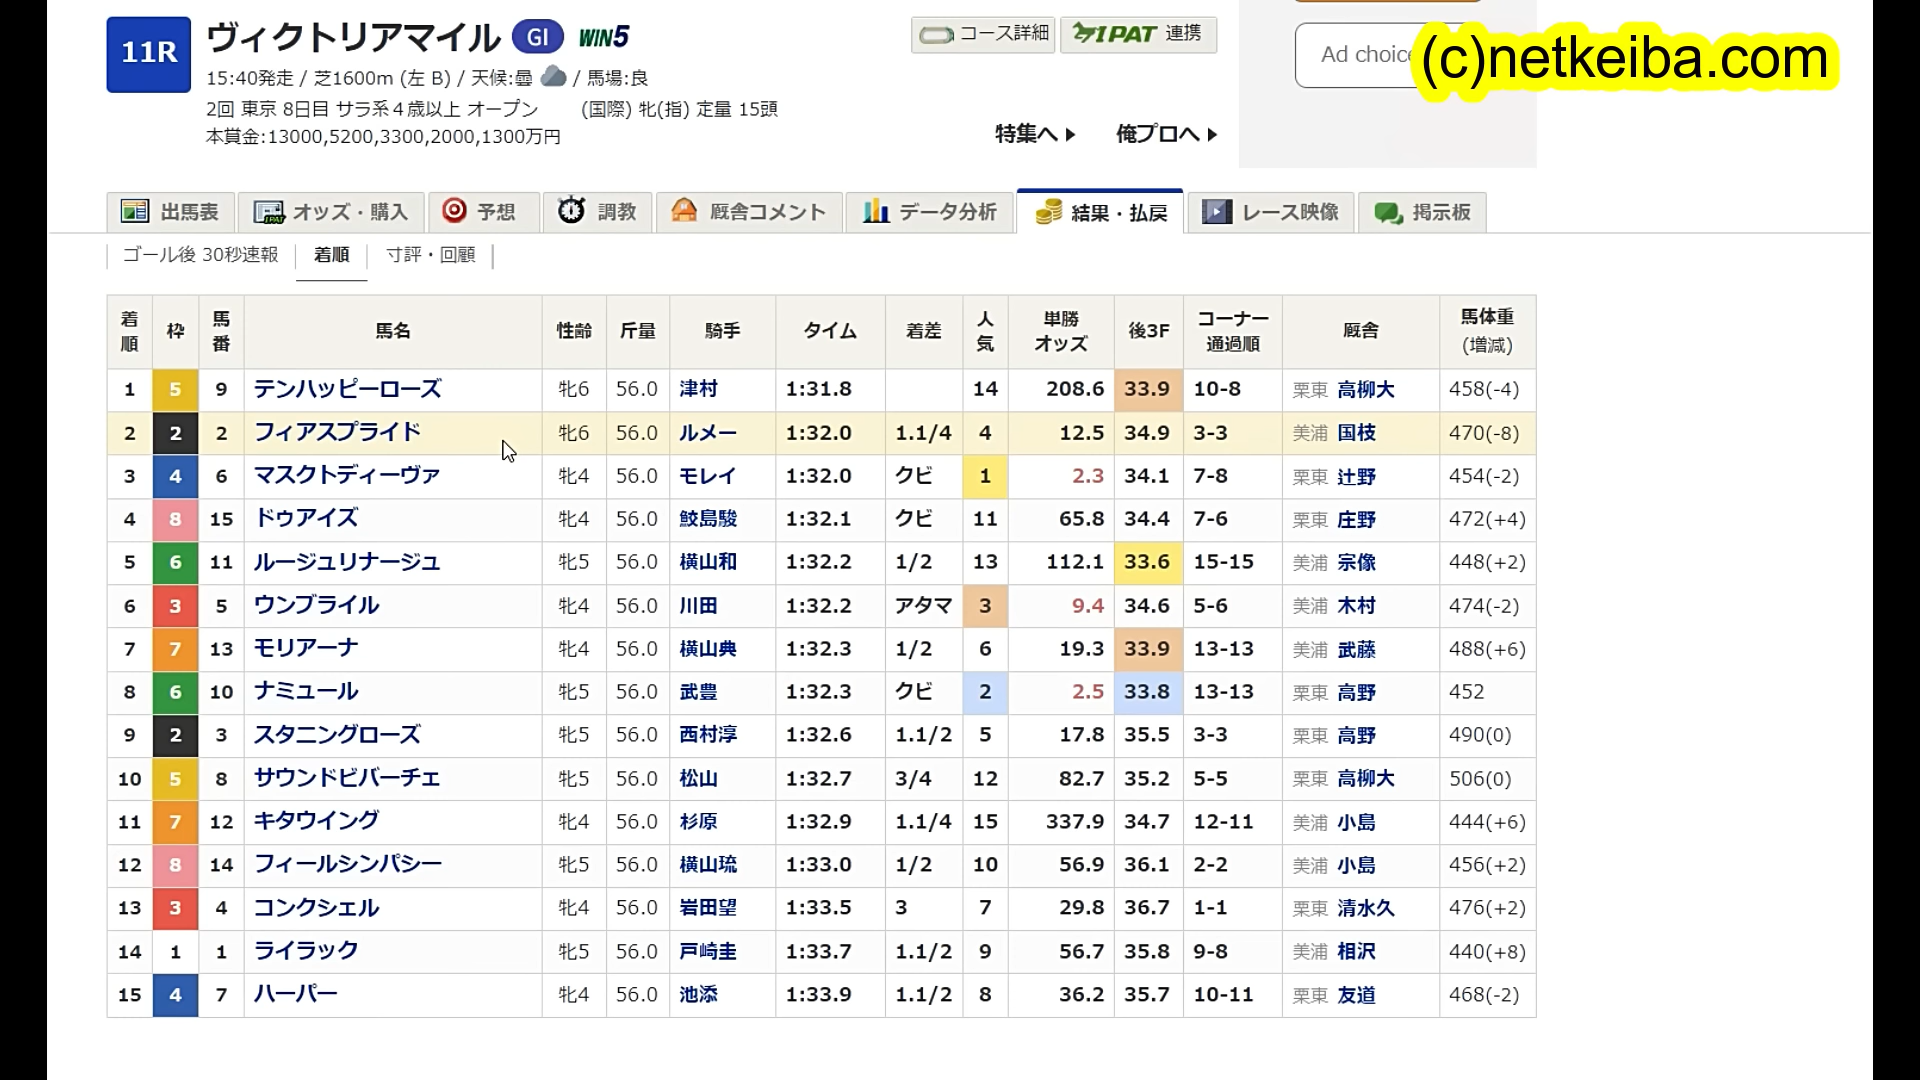 11R
ヴィクトリアマイル GI WIN5
15:40発走 / 芝1600m (左 B) / 天候:曇 / 馬場:良
2回 東京 8日目 サラ系４歳以上 オープン (国際) 牝(指) 定量 15頭
本賞金:13000,5200,3300,2000,1300万円
コース詳細 IPAT 連携
特集へ 俺プロへ
(c)netkeiba.com
出馬表 オッズ・購入 予想 調教 厩舎コメント データ分析 結果・払戻 レース映像 掲示板
ゴール後 30秒速報 着順 寸評・回顧
着順 枠 馬番 馬名 性齢 斤量 騎手 タイム 着差 人気 単勝オッズ 後3F コーナー通過順 厩舎 馬体重(増減)
1 5 9 テンハッピーローズ 牝6 56.0 津村 1:31.8 14 208.6 33.9 10-8 栗東 高柳大 458(-4)
2 2 2 フィアスプライド 牝6 56.0 ルメー 1:32.0 1.1/4 4 12.5 34.9 3-3 美浦 国枝 470(-8)
3 4 6 マスクトディーヴァ 牝4 56.0 モレイ 1:32.0 クビ 1 2.3 34.1 7-8 栗東 辻野 454(-2)
4 8 15 ドゥアイズ 牝4 56.0 鮫島駿 1:32.1 クビ 11 65.8 34.4 7-6 栗東 庄野 472(+4)
5 6 11 ルージュリナージュ 牝5 56.0 横山和 1:32.2 1/2 13 112.1 33.6 15-15 美浦 宗像 448(+2)
6 3 5 ウンブライル 牝4 56.0 川田 1:32.2 アタマ 3 9.4 34.6 5-6 美浦 木村 474(-2)
7 7 13 モリアーナ 牝4 56.0 横山典 1:32.3 1/2 6 19.3 33.9 13-13 美浦 武藤 488(+6)
8 6 10 ナミュール 牝5 56.0 武豊 1:32.3 クビ 2 2.5 33.8 13-13 栗東 高野 452
9 2 3 スタニングローズ 牝5 56.0 西村淳 1:32.6 1.1/2 5 17.8 35.5 3-3 栗東 高野 490(0)
10 5 8 サウンドビバーチェ 牝5 56.0 松山 1:32.7 3/4 12 82.7 35.2 5-5 栗東 高柳大 506(0)
11 7 12 キタウイング 牝4 56.0 杉原 1:32.9 1.1/4 15 337.9 34.7 12-11 美浦 小島 444(+6)
12 8 14 フィールシンパシー 牝5 56.0 横山琉 1:33.0 1/2 10 56.9 36.1 2-2 美浦 小島 456(+2)
13 3 4 コンクシェル 牝4 56.0 岩田望 1:33.5 3 7 29.8 36.7 1-1 栗東 清水久 476(+2)
14 1 1 ライラック 牝5 56.0 戸崎圭 1:33.7 1.1/2 9 56.7 35.8 9-8 美浦 相沢 440(+8)
15 4 7 ハーパー 牝4 56.0 池添 1:33.9 1.1/2 8 36.2 35.7 10-11 栗東 友道 468(-2)